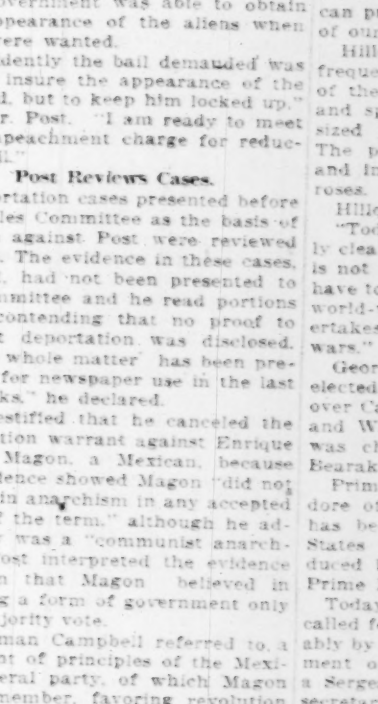 overnment was able to obtain
ppearance of the aliens when
were wanted.
dently the bail demanded was
insure the appearance of the
d, but to keep him locked up."
r. Post. "I am ready to meet
mpeachment charge for reduc-
il."
Post Reviews Cases.
ortation cases presented before
les Committee as the basis of
against Post were reviewed
. The evidence in these cases,
, had not been presented to
mmittee and he read portions
contending that no proof to
t deportation was disclosed.
whole matter has been pre-
for newspaper use in the last
ks," he declared.
estified that he canceled the
tion warrant against Enrique
Magon, a Mexican, because
dence showed Magon "did not
in anarchism in any accepted
f the term," although he ad-
was a "communist anarch-
ost interpreted the evidence
n that Magon believed in
g a form of government only
jority vote.
man Campbell referred to a
nt of principles of the Mexi-
eral party, of which Magon
member, favoring revolution
can p
of our
Hill
freque
of the
and sp
sized
The p
and in
roses.
Hille
"Tod
ly clea
is not
have to
world-
ertakes
wars."
Geor
elected
over Ca
and W
was ch
Bearak
Prim
dore of
has be
States
duced
Prime
Today
called fo
ably by
ment o
a Serge
secretar